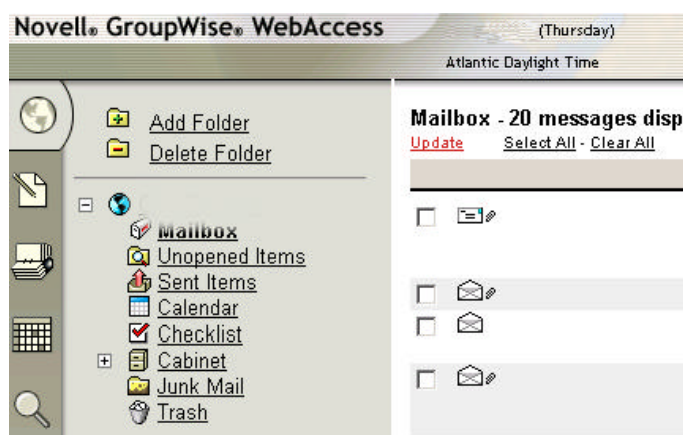 Novell® GroupWise® WebAccess
(Thursday)
Atlantic Daylight Time
Add Folder
Delete Folder
Mailbox
Unopened Items
Sent Items
Calendar
Checklist
Cabinet
Junk Mail
Trash
Mailbox - 20 messages disp
Update Select All - Clear All